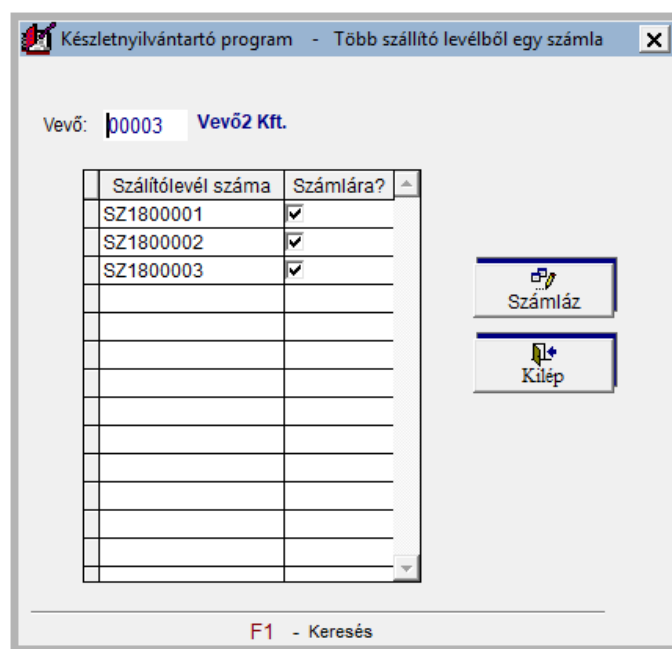 Készletnyilvántartó program - Több szállító levélből egy számla
Vevő: 00003 Vevő2 Kft.
Szálítólevél száma Számlára?
SZ1800001
SZ1800002
SZ1800003
Számláz
Kilép
F1 - Keresés